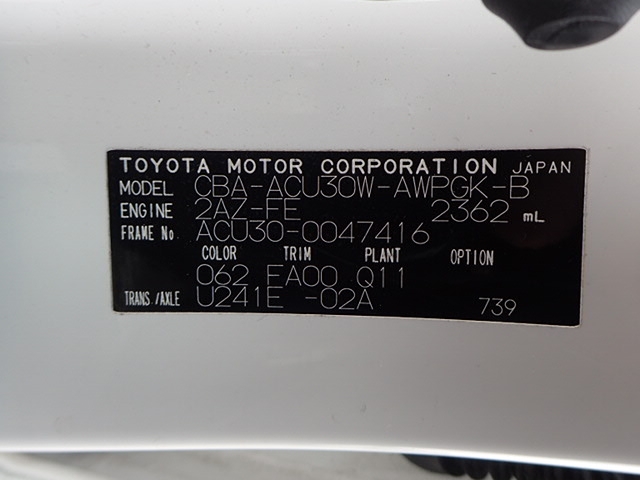 TOYOTA MOTOR CORPORATION JAPAN
MODEL CBA-ACU30W-AWPGK-B
ENGINE 2AZ-FE 2362 mL
FRAME No. ACU30-0047416
COLOR TRIM PLANT OPTION
062 FA00 Q11
TRANS./AXLE U241E -02A 739